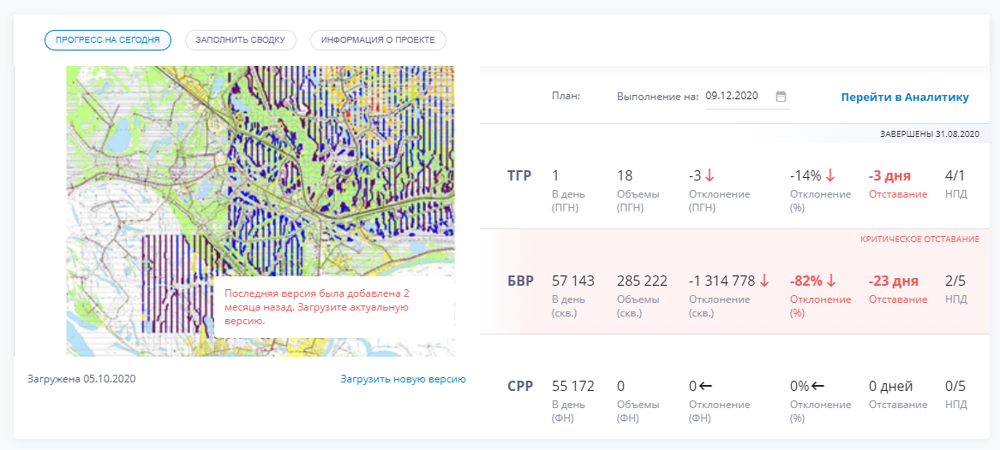 ПРОГРЕСС НА СЕГОДНЯ
ЗАПОЛНИТЬ СВОДКУ
ИНФОРМАЦИЯ О ПРОЕКТЕ
Последняя версия была добавлена 2
месяца назад. Загрузите актуальную
версию.
Загружена 05.10.2020
Загрузить новую версию
План:
Выполнение на:
09.12.2020
Перейти в Аналитику
ЗАВЕРШЕНЫ 31.08.2020
ТГР
1
18
-3 ↓
-14% ↓
-3 дня
4/1
В день
(ПГН)
Объемы
(ПГН)
Отклонение
(ПГН)
Отклонение
(%)
Отставание
НПД
КРИТИЧЕСКОЕ ОТСТАВАНИЕ
БВР
57 143
285 222
-1 314 778 ↓
-82% ↓
-23 дня
2/5
В день
(скв.)
Объемы
(скв.)
Отклонение
(скв.)
Отклонение
(%)
Отставание
НПД
СРР
55 172
0
0 ←
0% ←
0 дней
0/5
В день
(ФН)
Объемы
(ФН)
Отклонение
(ФН)
Отклонение
(%)
Отставание
НПД